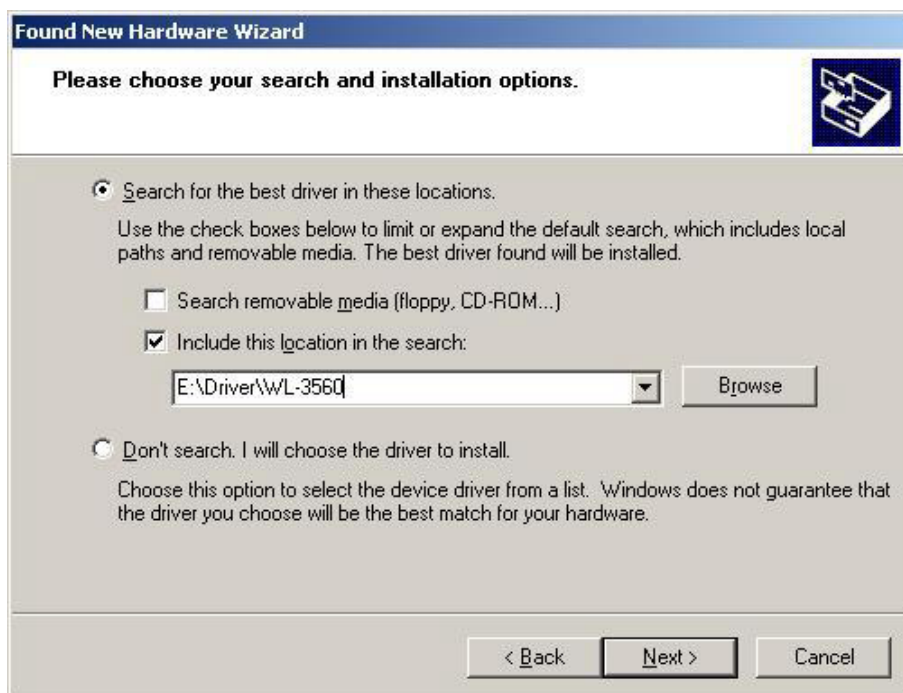 Found New Hardware Wizard
Please choose your search and installation options.
Search for the best driver in these locations.
Use the check boxes below to limit or expand the default search, which includes local
paths and removable media. The best driver found will be installed.
Search removable media (floppy, CD-ROM...)
Include this location in the search:
E:\Driver\WL-3560
Browse
Don't search. I will choose the driver to install.
Choose this option to select the device driver from a list. Windows does not guarantee that
the driver you choose will be the best match for your hardware.
< Back Next > Cancel